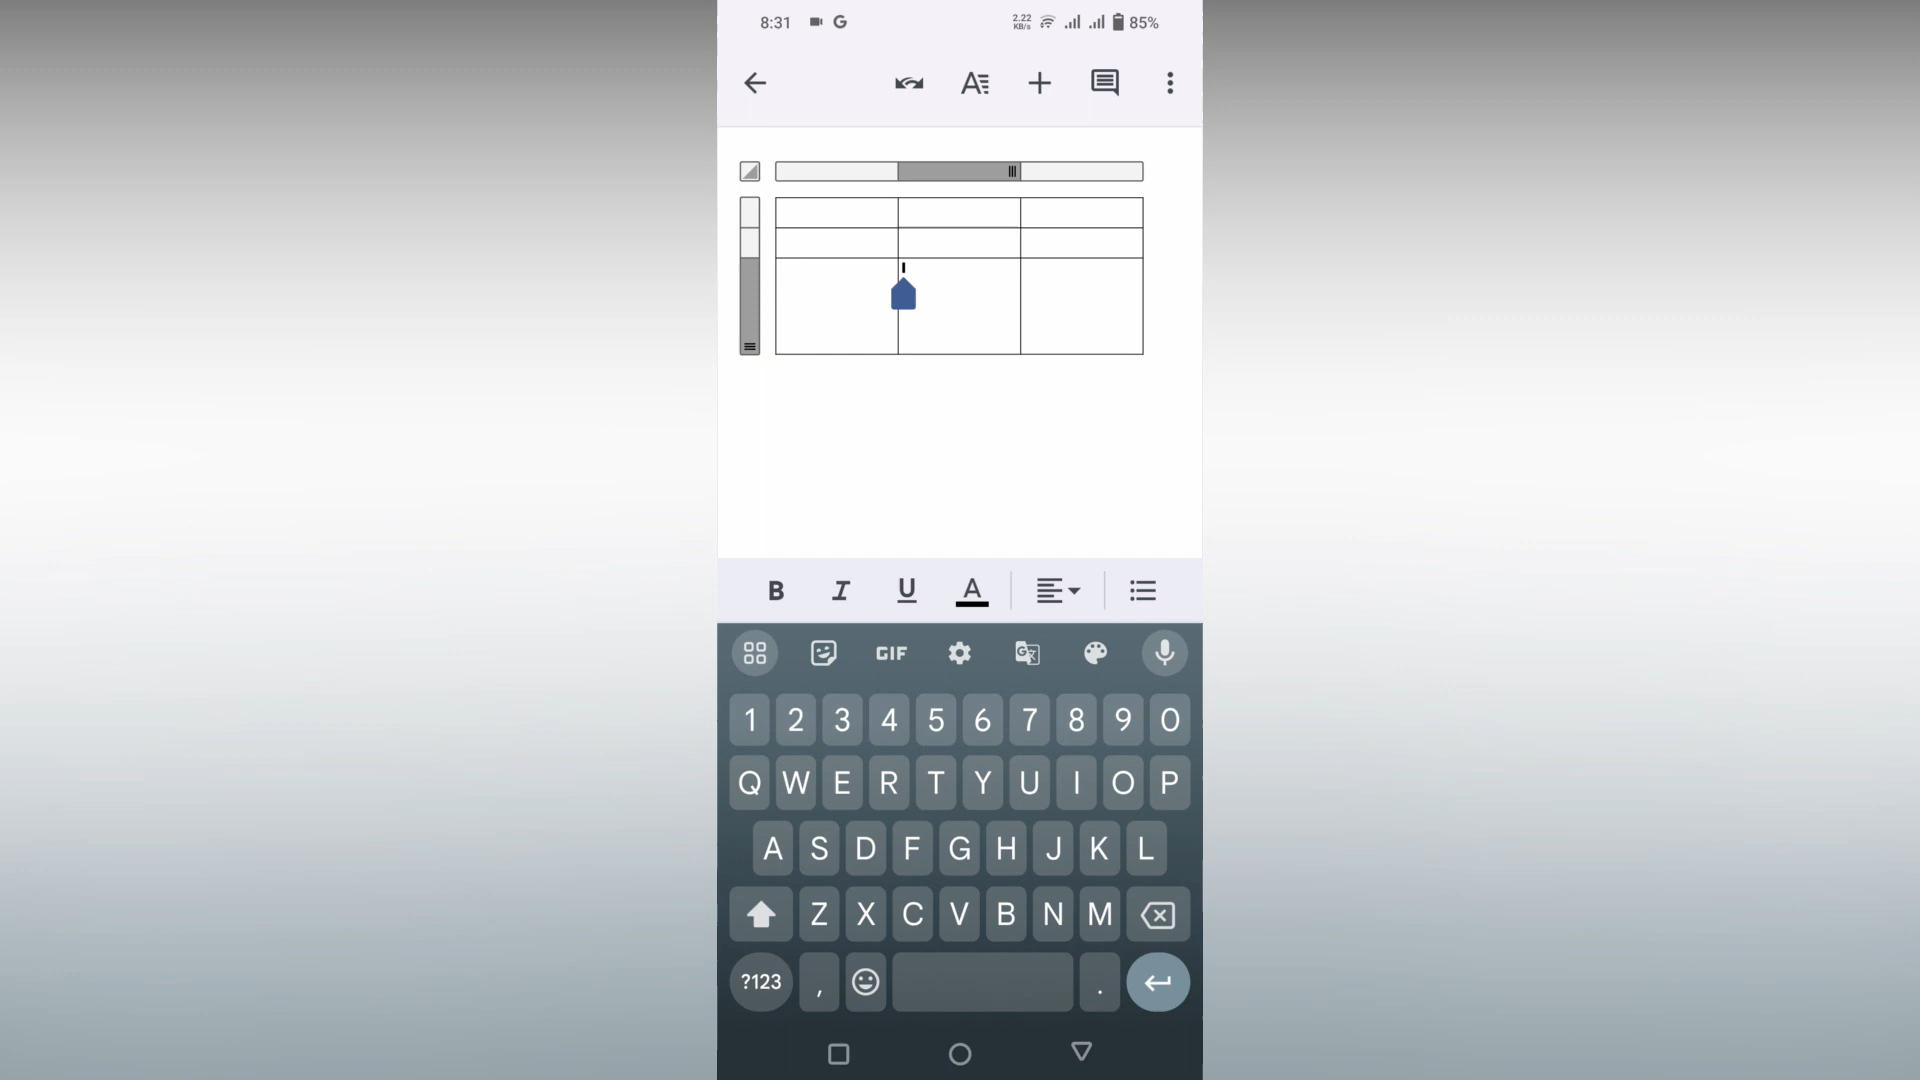 8:31 G 2.22 KB/s 85%
A
B I U A
GIF G
1 2 3 4 5 6 7 8 9 0
Q W E R T Y U I O P
A S D F G H J K L
Z X C V B N M
?123 , .